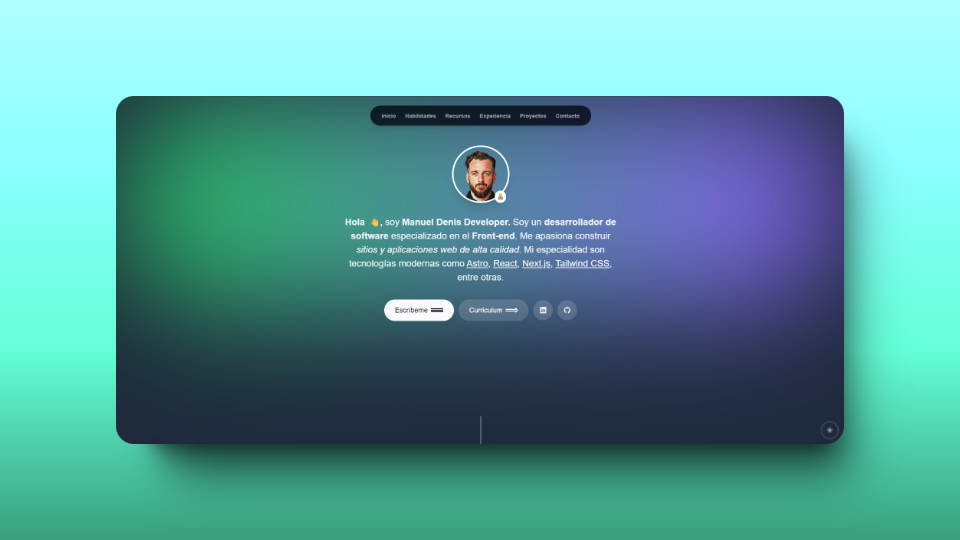 Inicio Habilidades Recursos Experiencia Proyectos Contacto
Hola 👋, soy Manuel Denis Developer. Soy un desarrollador de
software especializado en el Front-end. Me apasiona construir
sitios y aplicaciones web de alta calidad. Mi especialidad son
tecnologías modernas como Astro, React, Next.js, Tailwind CSS,
entre otras.
Escribeme Curriculum